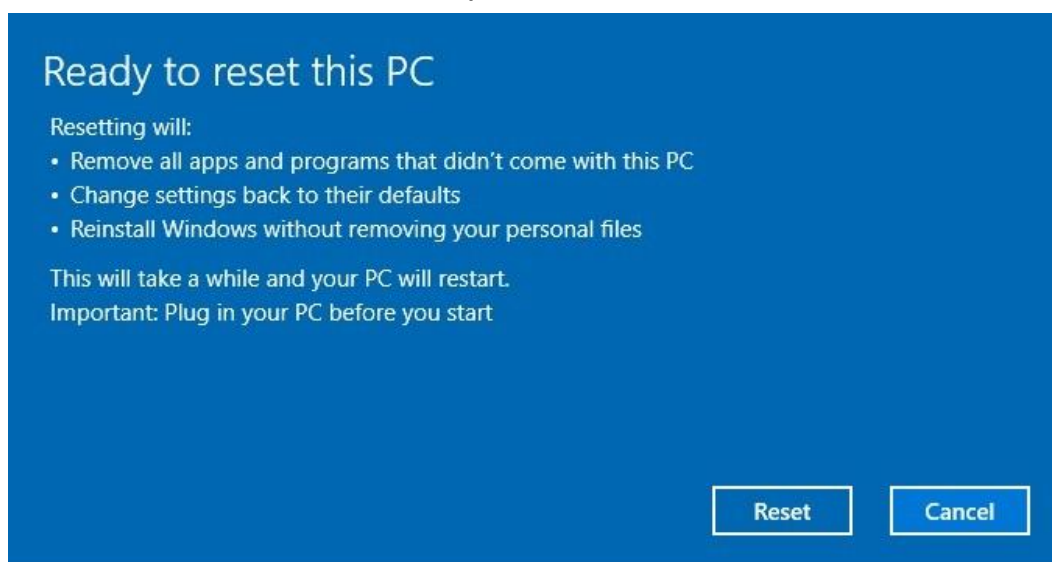 Ready to reset this PC
Resetting will:
• Remove all apps and programs that didn't come with this PC
• Change settings back to their defaults
• Reinstall Windows without removing your personal files
This will take a while and your PC will restart.
Important: Plug in your PC before you start
Reset
Cancel